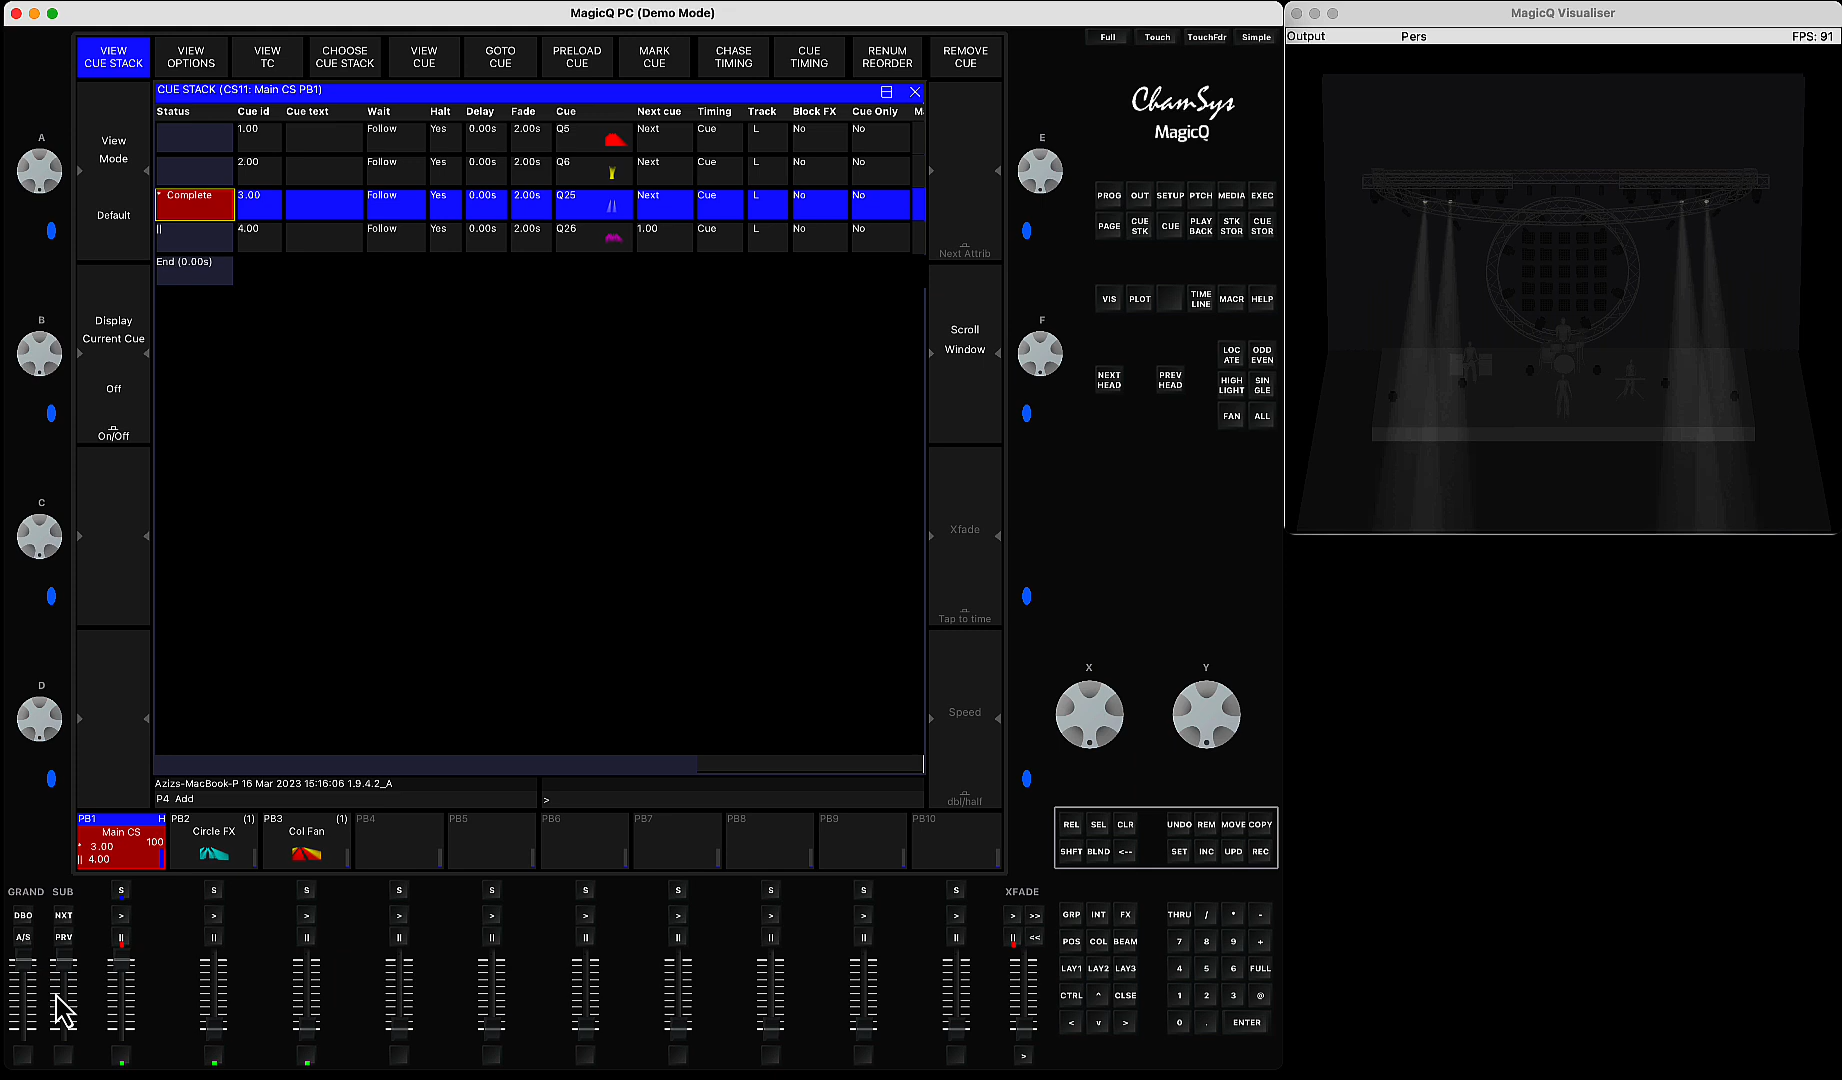 MagicQ PC (Demo Mode)
MagicQ Visualiser
Output Pers FPS: 91
VIEW CUE STACK
VIEW OPTIONS
VIEW TC
CHOOSE CUE STACK
VIEW CUE
GOTO CUE
PRELOAD CUE
MARK CUE
CHASE TIMING
CUE TIMING
RENUM REORDER
REMOVE CUE
Full Touch TouchFdr Simple
CUE STACK (CS11: Main CS PB1)
Status Cue id Cue text Wait Halt Delay Fade Cue Next cue Timing Track Block FX Cue Only
1.00 Follow Yes 0.00s 2.00s Q5 Next Cue L No No
2.00 Follow Yes 0.00s 2.00s Q6 Next Cue L No No
* Complete 3.00 Follow Yes 0.00s 2.00s Q25 Next Cue L No No
|| 4.00 Follow Yes 0.00s 2.00s Q26 1.00 Cue L No No
End (0.00s)
A
View Mode
Default
B
Display Current Cue
Off
On/Off
C
D
E
Next Attrib
F
Scroll Window
Xfade
Tap to time
Speed
dbl/half
ChamSys
MagicQ
PROG OUT SETUP PTCH MEDIA EXEC
PAGE CUE STK CUE PLAY BACK STK STOR CUE STOR
VIS PLOT TIME LINE MACR HELP
LOC ATE ODD EVEN
NEXT HEAD PREV HEAD HIGH LIGHT SIN GLE
FAN ALL
X Y
Azizs-MacBook-P 16 Mar 2023 15:16:06 1.9.4.2_A
P4 Add >
PB1 H PB2 (1) PB3 (1) PB4 PB5 PB6 PB7 PB8 PB9 PB10
Main CS Circle FX Col Fan
* 3.00 100
|| 4.00
REL SEL CLR UNDO REM MOVE COPY
SHFT BLND <-- SET INC UPD REC
GRAND SUB S S S S S S S S S S XFADE
DBO NXT > > > > > > > > > > > >>
A/S PRV || || || || || || || || || || || <<
>
GRP INT FX THRU / * -
POS COL BEAM 7 8 9 +
LAY1 LAY2 LAY3 4 5 6 FULL
CTRL ^ CLSE 1 2 3 @
< v > 0 . ENTER